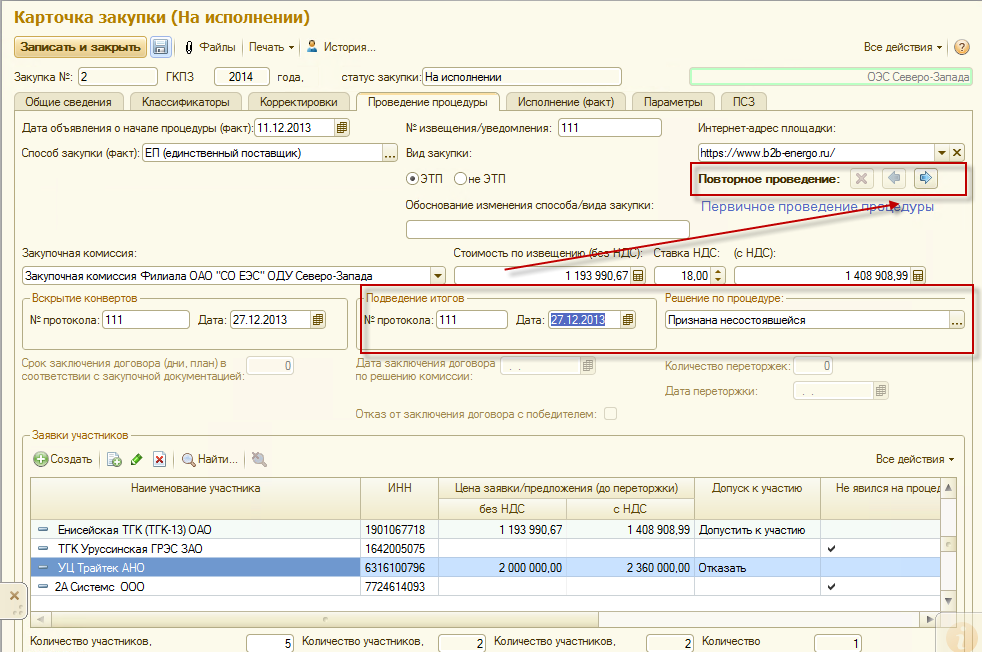 Карточка закупки (На исполнении)
Записать и закрыть Файлы Печать История... Все действия
Закупка №: 2 ГКПЗ 2014 года, статус закупки: На исполнении ОЭС Северо-Запада
Общие сведения Классификаторы Корректировки Проведение процедуры Исполнение (факт) Параметры ПСЗ
Дата объявления о начале процедуры (факт): 11.12.2013 № извещения/уведомления: 111 Интернет-адрес площадки:
Способ закупки (факт): ЕП (единственный поставщик) ... Вид закупки: https://www.b2b-energo.ru/
ЭТП не ЭТП Повторное проведение:
Обоснование изменения способа/вида закупки: Первичное проведение процедуры
Закупочная комиссия: Стоимость по извещению (без НДС): Ставка НДС: (с НДС):
Закупочная комиссия Филиала ОАО "СО ЕЭС" ОДУ Северо-Запада 1 193 990,67 18,00 1 408 908,99
Вскрытие конвертов Подведение итогов Решение по процедуре:
№ протокола: 111 Дата: 27.12.2013 № протокола: 111 Дата: 27.12.2013 Признана несостоявшейся ...
Срок заключения договора (дни, план) в
соответствии с закупочной документацией: 0
Дата заключения договора
по решению комиссии: . .
Количество переторжек: 0
Дата переторжки: . .
Отказ от заключения договора с победителем:
Заявки участников
Создать Найти... Все действия
Наименование участника ИНН Цена заявки/предложения (до переторжки) Допуск к участию Не явился на процед
без НДС с НДС
Енисейская ТГК (ТГК-13) ОАО 1901067718 1 193 990,67 1 408 908,99 Допустить к участию
ТГК Уруссинская ГРЭС ЗАО 1642005075 ✔
УЦ Трайтек АНО 6316100796 2 000 000,00 2 360 000,00 Отказать
2А Системс ООО 7724614093 ✔
Количество участников, 5 Количество участников, 2 Количество участников, 2 Количество 1